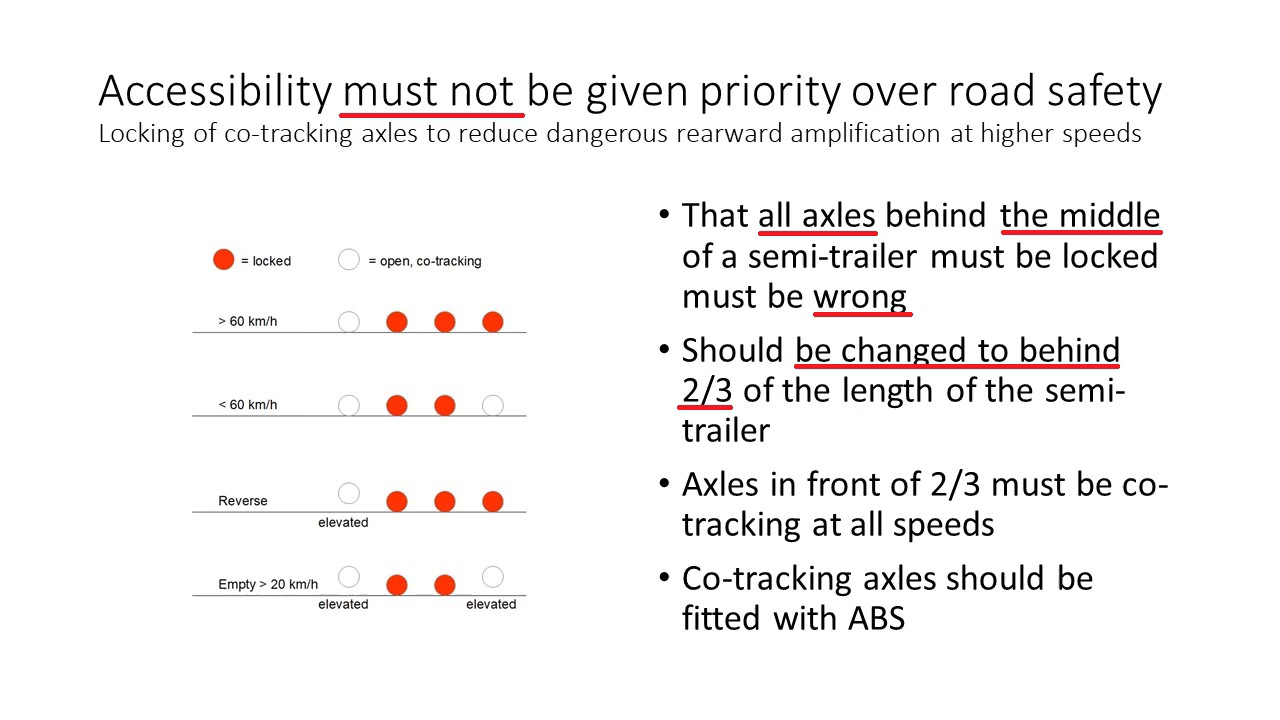 Accessibility must not be given priority over road safety
Locking of co-tracking axles to reduce dangerous rearward amplification at higher speeds
= locked
= open, co-tracking
> 60 km/h
< 60 km/h
Reverse
elevated
Empty > 20 km/h
elevated
elevated
• That all axles behind the middle
of a semi-trailer must be locked
must be wrong
• Should be changed to behind
2/3 of the length of the semi-
trailer
• Axles in front of 2/3 must be co-
tracking at all speeds
• Co-tracking axles should be
fitted with ABS